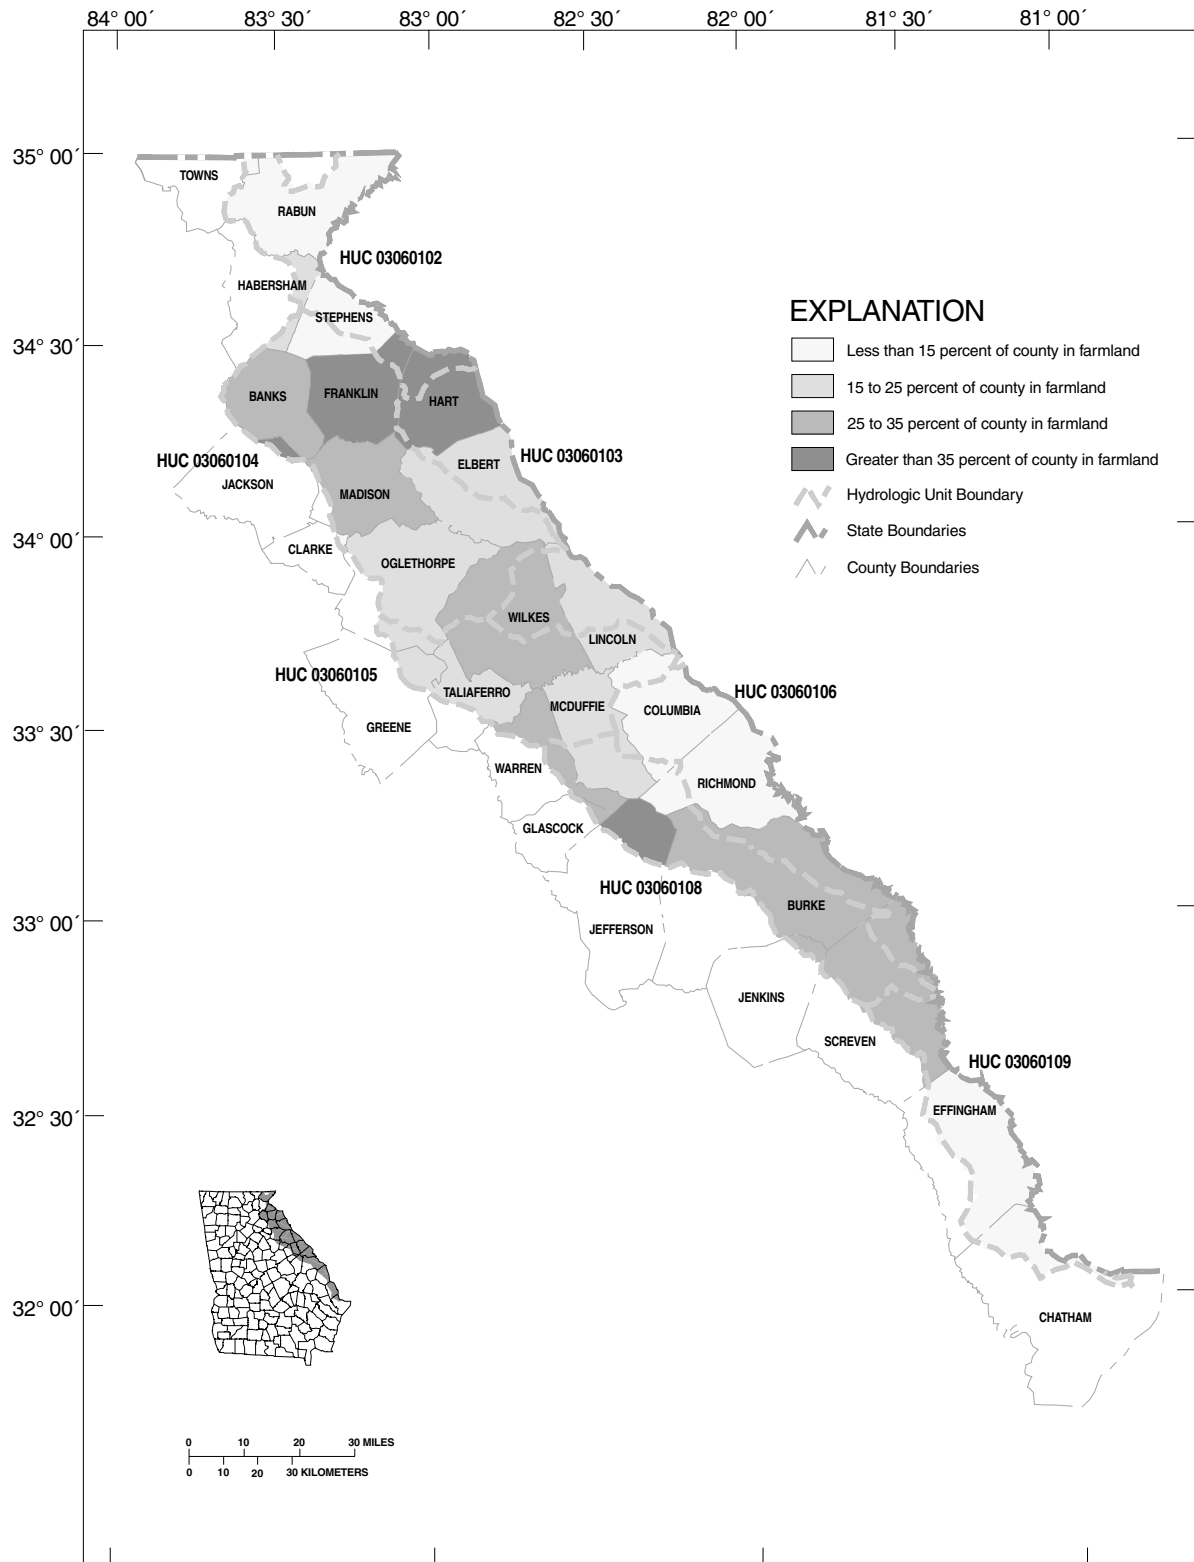 84° 00´ 83° 30´ 83° 00´ 82° 30´ 82° 00´ 81° 30´ 81° 00´
35° 00´
TOWNS
RABUN
HUC 03060102
HABERSHAM
STEPHENS
34° 30´
BANKS
FRANKLIN
HART
HUC 03060103
HUC 03060104
ELBERT
JACKSON
MADISON
34° 00´
CLARKE
OGLETHORPE
WILKES
LINCOLN
HUC 03060105
TALIAFERRO
HUC 03060106
MCDUFFIE
COLUMBIA
33° 30´
GREENE
WARREN
RICHMOND
GLASCOCK
HUC 03060108
BURKE
33° 00´
JEFFERSON
JENKINS
SCREVEN
HUC 03060109
EFFINGHAM
32° 30´
32° 00´
CHATHAM
EXPLANATION
Less than 15 percent of county in farmland
15 to 25 percent of county in farmland
25 to 35 percent of county in farmland
Greater than 35 percent of county in farmland
Hydrologic Unit Boundary
State Boundaries
County Boundaries
0 10 20 30 MILES
0 10 20 30 KILOMETERS